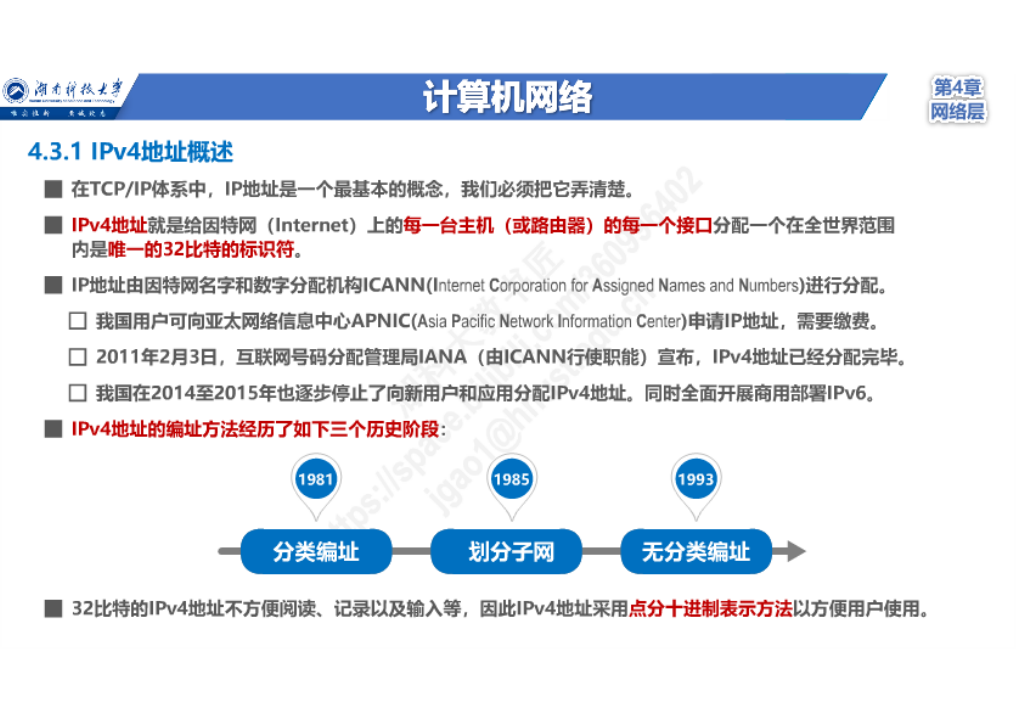 湖南科技大学
计算机网络
第4章
网络层
4.3.1 IPv4地址概述
在TCP/IP体系中，IP地址是一个最基本的概念，我们必须把它弄清楚。
IPv4地址就是给因特网（Internet）上的每一台主机（或路由器）的每一个接口分配一个在全世界范围
内是唯一的32比特的标识符。
IP地址由因特网名字和数字分配机构ICANN(Internet Corporation for Assigned Names and Numbers)进行分配。
我国用户可向亚太网络信息中心APNIC(Asia Pacific Network Information Center)申请IP地址，需要缴费。
2011年2月3日，互联网号码分配管理局IANA（由ICANN行使职能）宣布，IPv4地址已经分配完毕。
我国在2014至2015年也逐步停止了向新用户和应用分配IPv4地址。同时全面开展商用部署IPv6。
IPv4地址的编址方法经历了如下三个历史阶段：
1981 1985 1993
分类编址 划分子网 无分类编址
32比特的IPv4地址不方便阅读、记录以及输入等，因此IPv4地址采用点分十进制表示方法以方便用户使用。